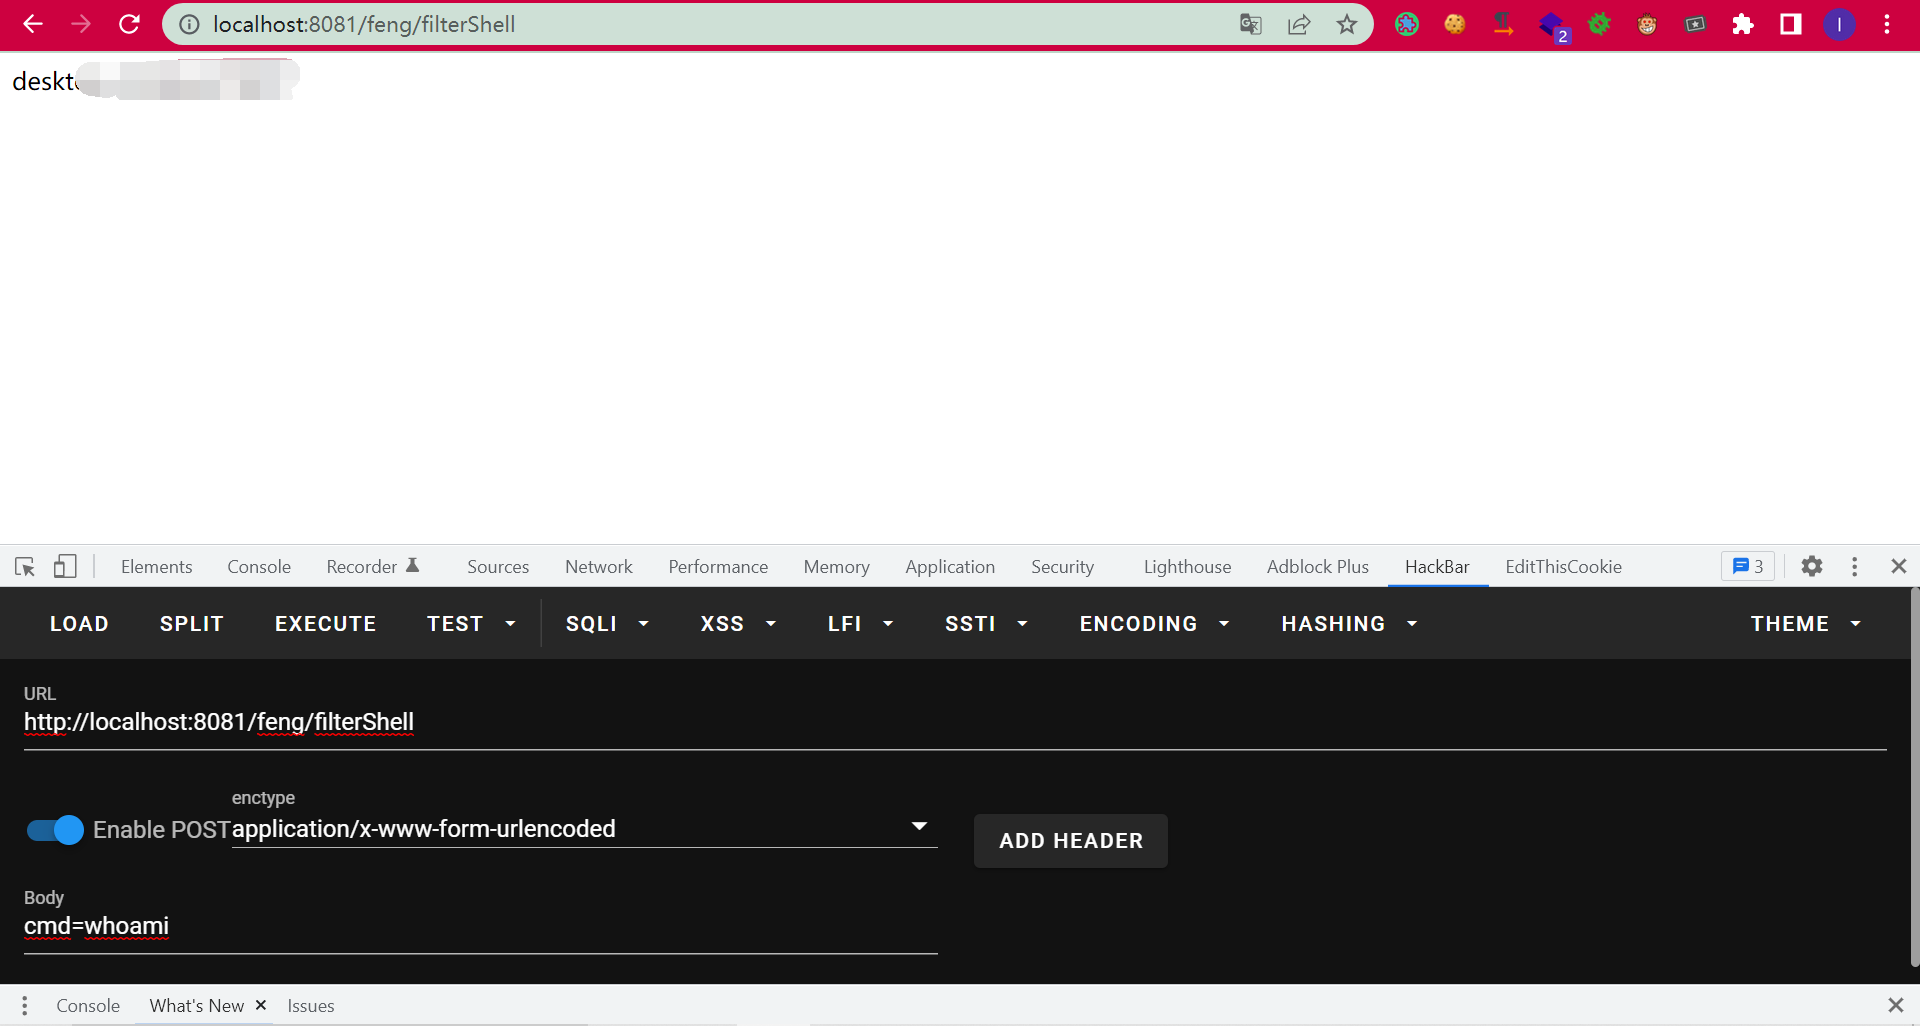 localhost:8081/feng/filterShell
2
I
Elements Console Recorder Sources Network Performance Memory Application Security Lighthouse Adblock Plus HackBar EditThisCookie 3
LOAD SPLIT EXECUTE TEST SQLI XSS LFI SSTI ENCODING HASHING THEME
URL
http://localhost:8081/feng/filterShell
enctype
Enable POST application/x-www-form-urlencoded
ADD HEADER
Body
cmd=whoami
Console What's New Issues